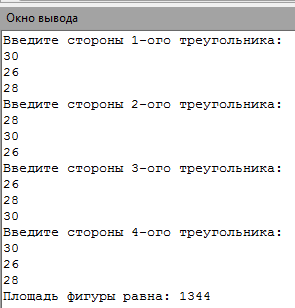 Окно вывода
Введите стороны 1-ого треугольника:
30
26
28
Введите стороны 2-ого треугольника:
28
30
26
Введите стороны 3-ого треугольника:
26
28
30
Введите стороны 4-ого треугольника:
30
26
28
Площадь фигуры равна: 1344